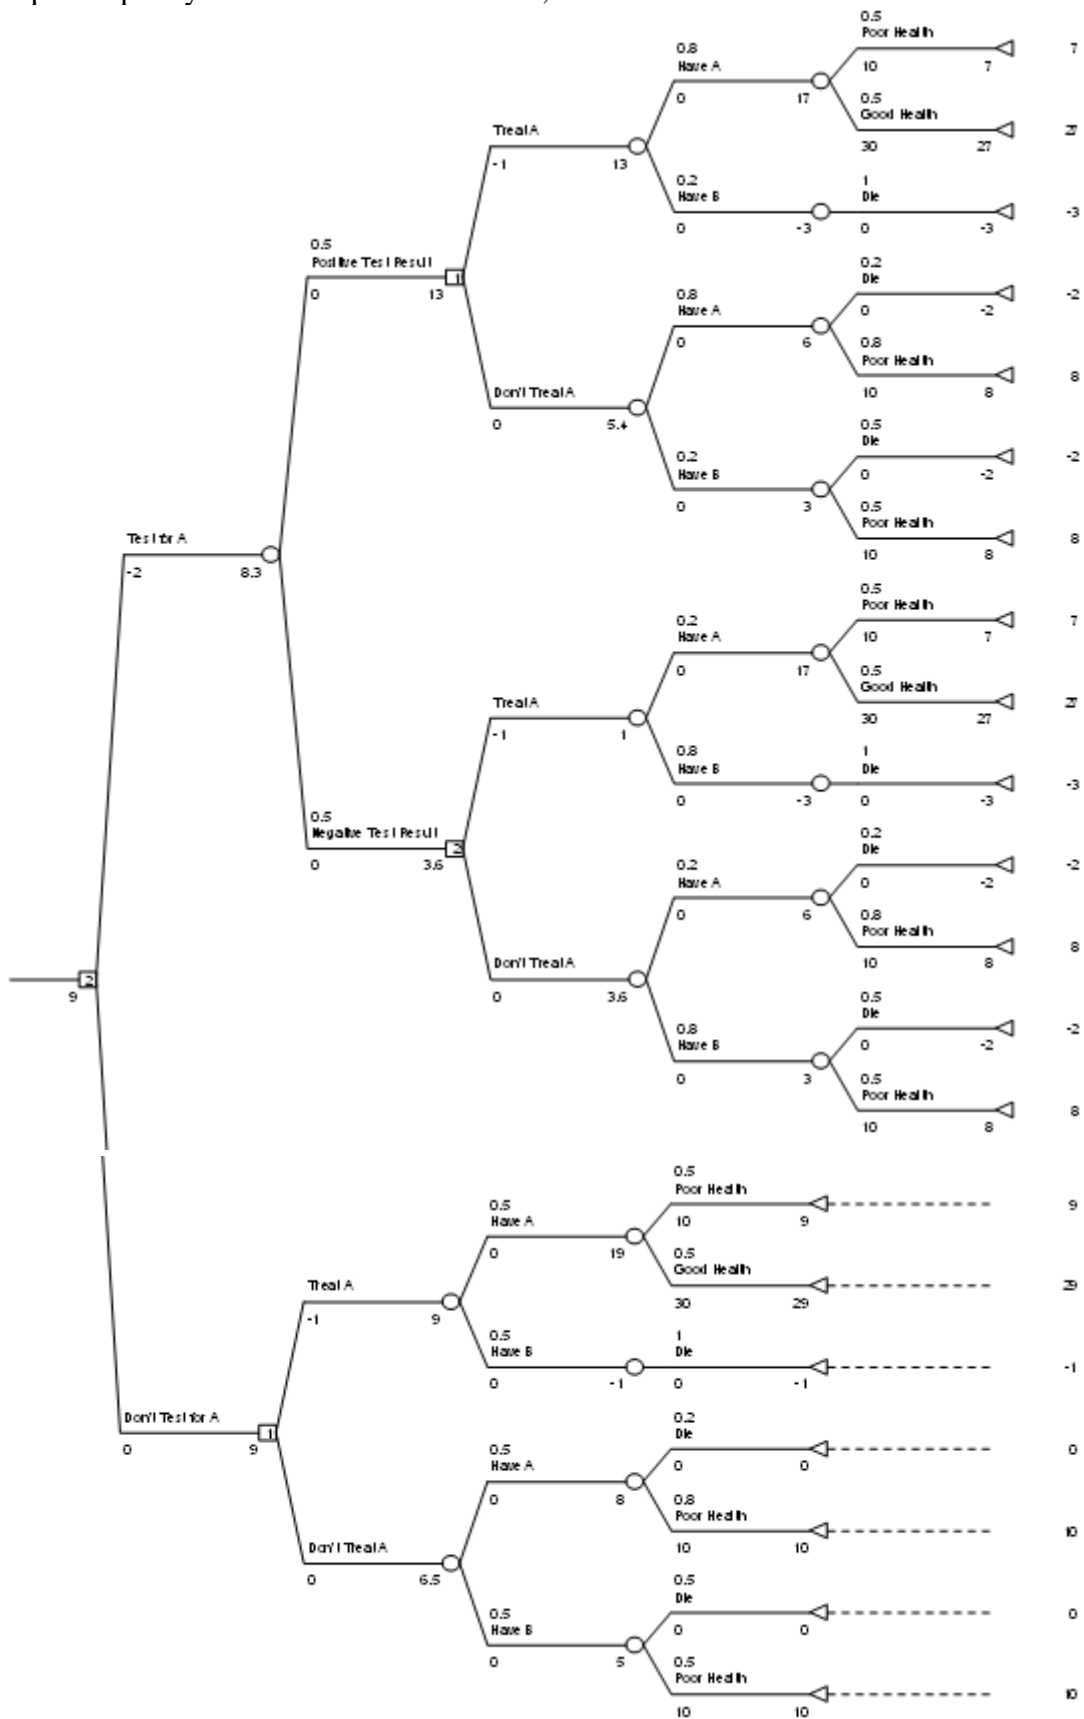 0.5
Poor Health
10 7 7
0.8
Have A
0 17
0.5
Good Health
30 27 27
Treat A
-1 13
0.2
Have B
0 -3
1
Die
0 -3 -3
0.5
Positive Test Result
0 13
1
0.2
Die
0 -2 -2
0.8
Have A
0 6
0.8
Poor Health
10 8 8
Don't Treat A
0 5.4
0.5
Die
0 -2 -2
0.2
Have B
0 3
0.5
Poor Health
10 8 8
Test for A
-2 8.3
0.5
Poor Health
10 7 7
0.2
Have A
0 17
0.5
Good Health
30 27 27
Treat A
-1 1
0.8
Have B
0 -3
1
Die
0 -3 -3
0.5
Negative Test Result
0 3.6
2
0.2
Die
0 -2 -2
0.2
Have A
0 6
0.8
Poor Health
10 8 8
Don't Treat A
0 3.6
0.5
Die
0 -2 -2
0.8
Have B
0 3
0.5
Poor Health
10 8 8
2
9
0.5
Poor Health
10 9 9
0.5
Have A
0 19
0.5
Good Health
30 29 29
Treat A
-1 9
0.5
Have B
0 -1
1
Die
0 -1 -1
Don't Test for A
0 9
1
0.2
Die
0 0 0
0.5
Have A
0 8
0.8
Poor Health
10 10 10
Don't Treat A
0 6.5
0.5
Die
0 0 0
0.5
Have B
0 5
0.5
Poor Health
10 10 10